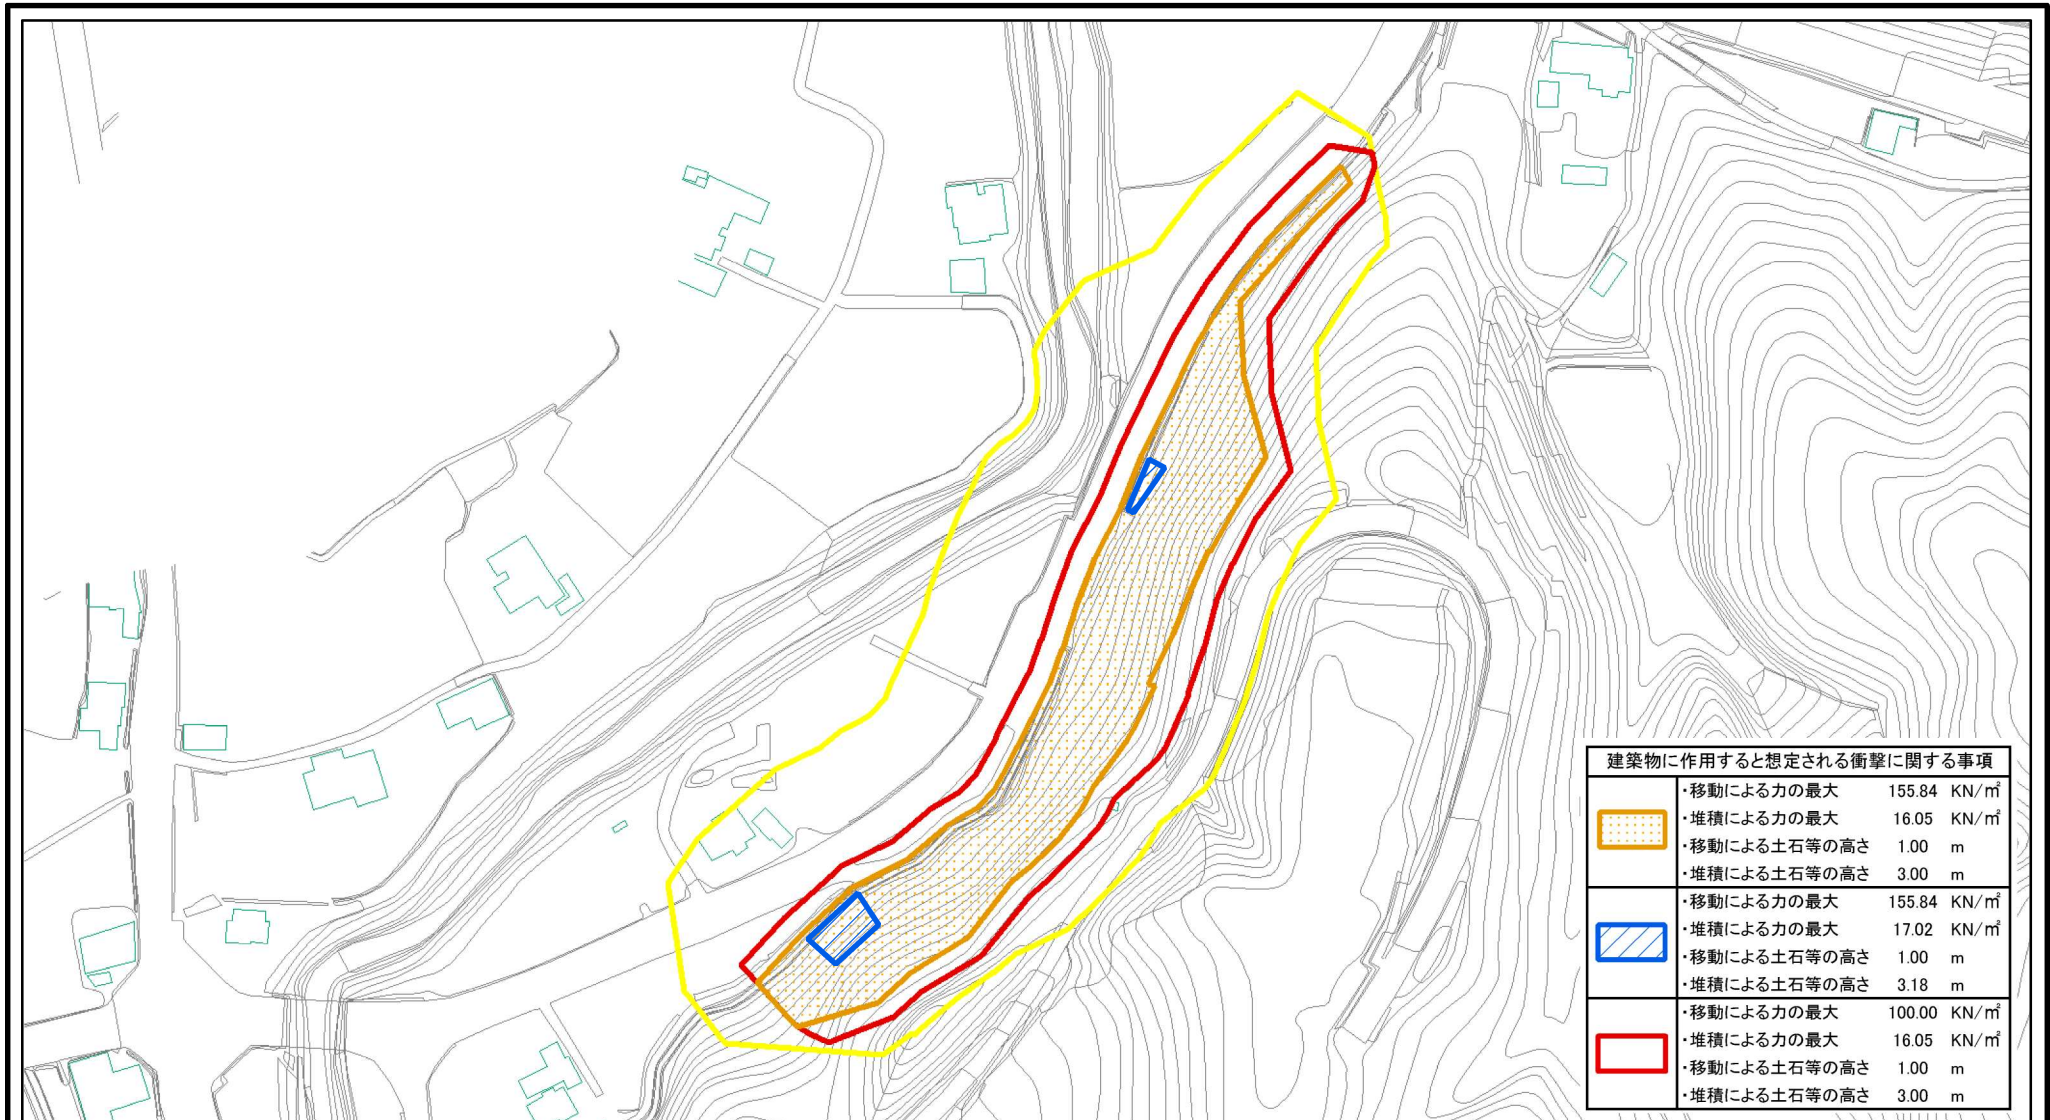 建築物に作用すると想定される衝撃に関する事項
・移動による力の最大 155.84 KN/㎡
・堆積による力の最大 16.05 KN/㎡
・移動による土石等の高さ 1.00 m
・堆積による土石等の高さ 3.00 m
・移動による力の最大 155.84 KN/㎡
・堆積による力の最大 17.02 KN/㎡
・移動による土石等の高さ 1.00 m
・堆積による土石等の高さ 3.18 m
・移動による力の最大 100.00 KN/㎡
・堆積による力の最大 16.05 KN/㎡
・移動による土石等の高さ 1.00 m
・堆積による土石等の高さ 3.00 m